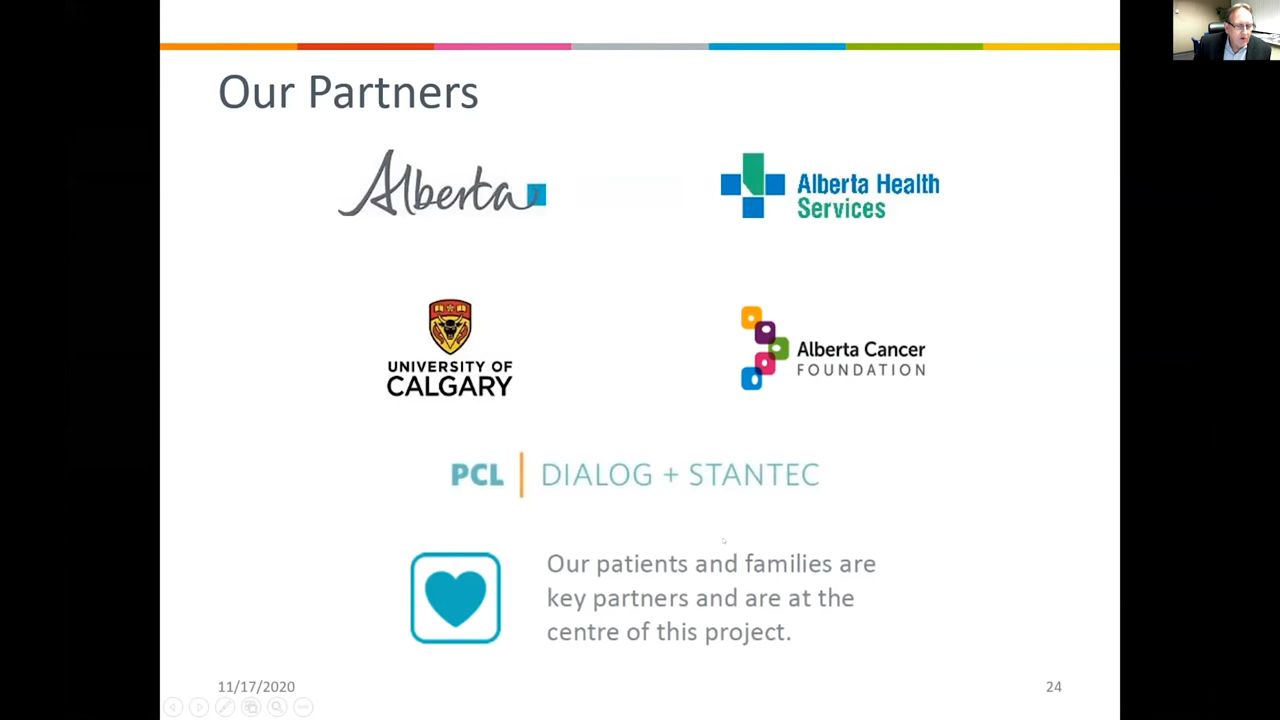 Our Partners
Alberta
Alberta Health
Services
UNIVERSITY OF
CALGARY
Alberta Cancer
FOUNDATION
PCL | DIALOG + STANTEC
Our patients and families are
key partners and are at the
centre of this project.
11/17/2020
24